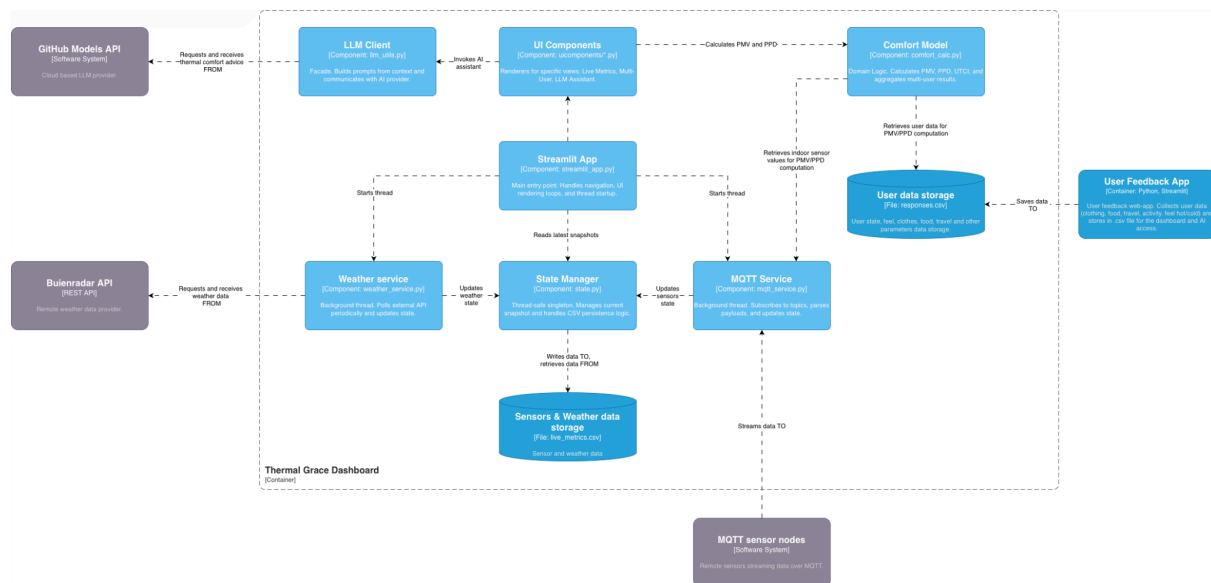 GitHub Models API
[Software System]
Cloud based LLM provider.
Requests and receives
thermal comfort advice
FROM
LLM Client
[Component: llm_utils.py]
Facade. Builds prompts from context and
communicates with AI provider.
Invokes AI
assistant
UI Components
[Component: uicomponents/*.py]
Renderers for specific views: Live Metrics, Multi-
User, LLM Assistant.
Calculates PMV and PPD
Comfort Model
[Component: comfort_calc.py]
Domain Logic. Calculates PMV, PPD, UTCI, and
aggregates multi-user results.
Retrieves user data for
PMV/PPD computation
Retrieves indoor sensor
values for PMV/PPD
computation
Streamlit App
[Component: streamlit_app.py]
Main entry point. Handles navigation, UI
rendering loops, and thread startup.
Starts thread
Starts thread
Reads latest snapshots
User data storage
[File: responses.csv]
User state, feel, clothes, food, travel and other
parameters data storage.
Saves data
TO
User Feedback App
[Container: Python, Streamlit]
User feedback web-app. Collects user data
(clothing, food, travel, activity, feel hot/cold) and
stores in .csv file for the dashboard and AI
access.
Buienradar API
[REST API]
Remote weather data provider.
Requests and receives
weather data
FROM
Weather service
[Component: weather_service.py]
Background thread. Polls external API
periodically and updates state.
Updates
weather
state
State Manager
[Component: state.py]
Thread-safe singleton. Manages current
snapshot and handles CSV persistence logic.
Updates
sensors
state
MQTT Service
[Component: mqtt_service.py]
Background thread. Subscribes to topics, parses
payloads, and updates state.
Writes data TO,
retrieves data FROM
Sensors & Weather data
storage
[File: live_metrics.csv]
Sensor and weather data
Streams data TO
Thermal Grace Dashboard
[Container]
MQTT sensor nodes
[Software System]
Remote sensors streaming data over MQTT.